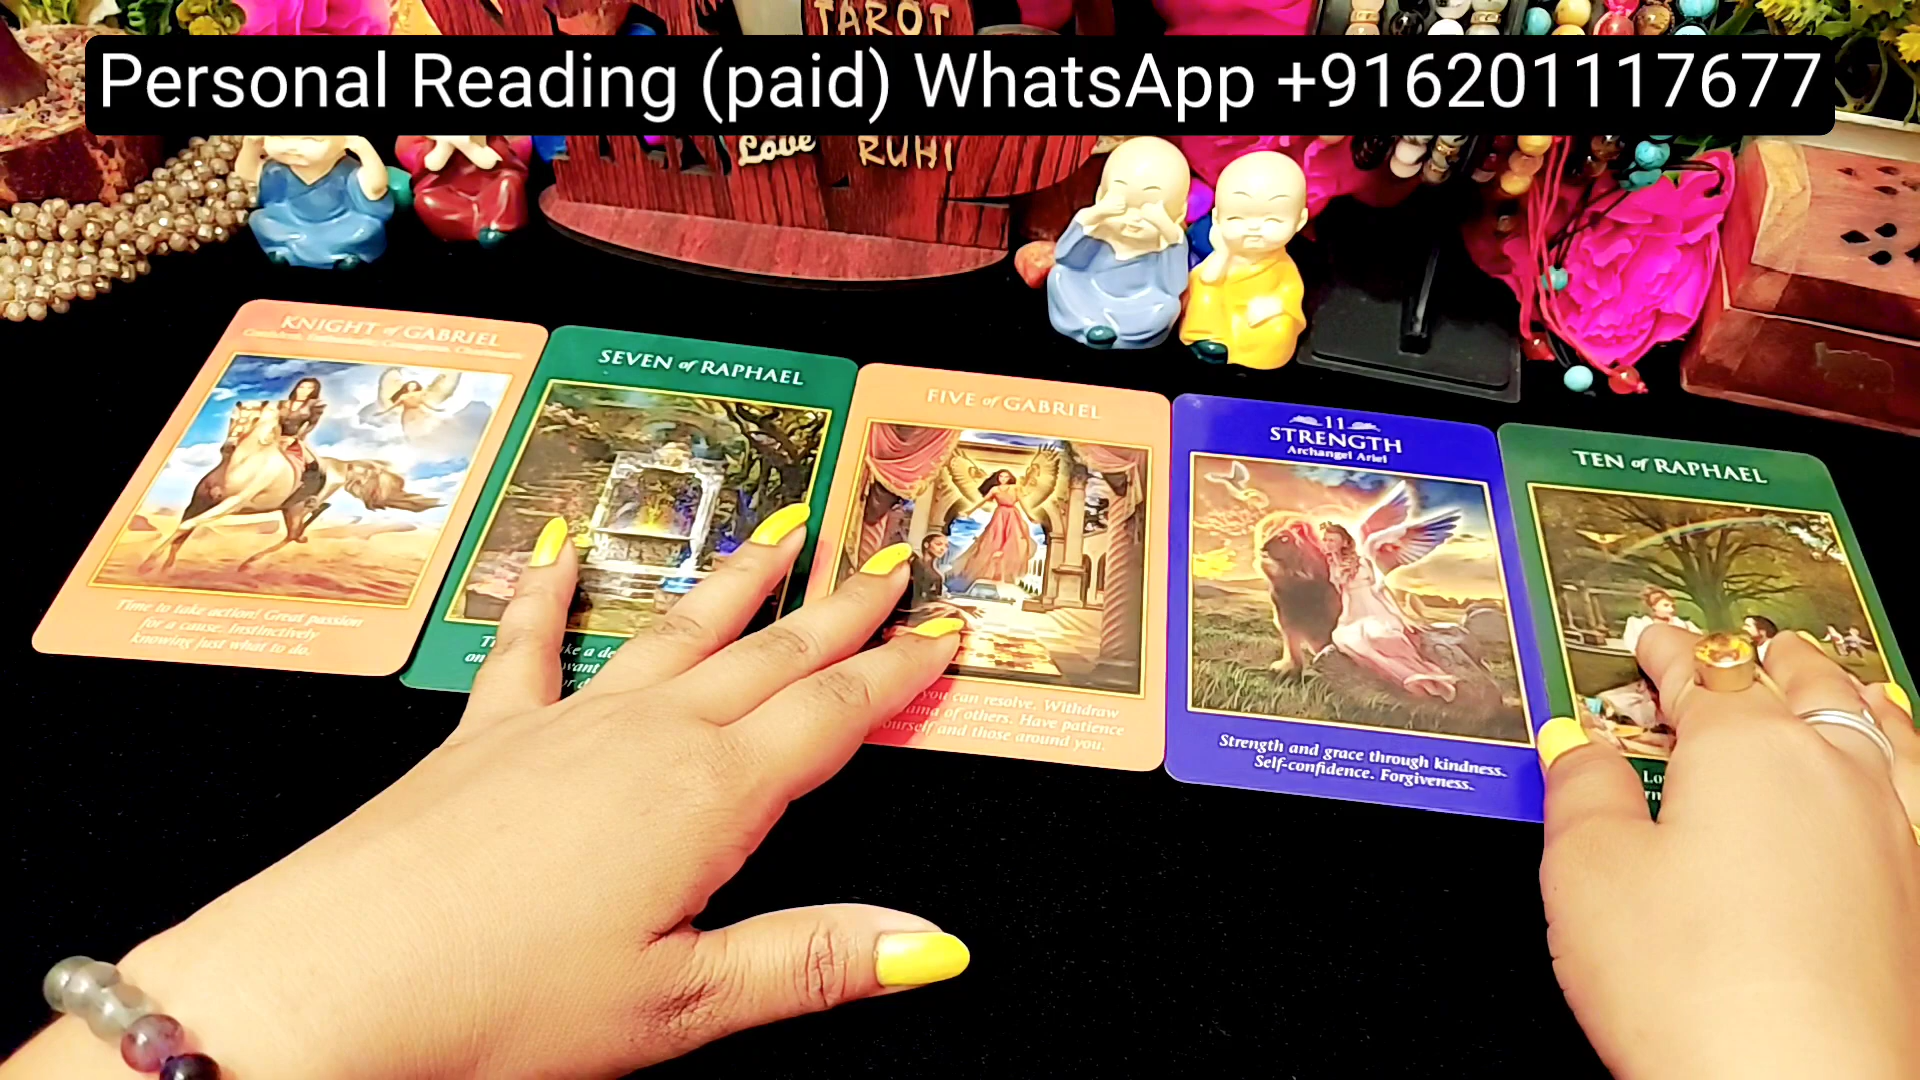 TAROT
Personal Reading (paid) WhatsApp +916201117677
Love
RUHI
KNIGHT of GABRIEL
Time to take action! Great passion
for a cause. Instinctively
knowing just what to do.
SEVEN of RAPHAEL
want
FIVE of GABRIEL
you can resolve. Withdraw
of others. Have patience
and those around you.
11
STRENGTH
Archangel Ariel
Strength and grace through kindness.
Self-confidence. Forgiveness.
TEN of RAPHAEL